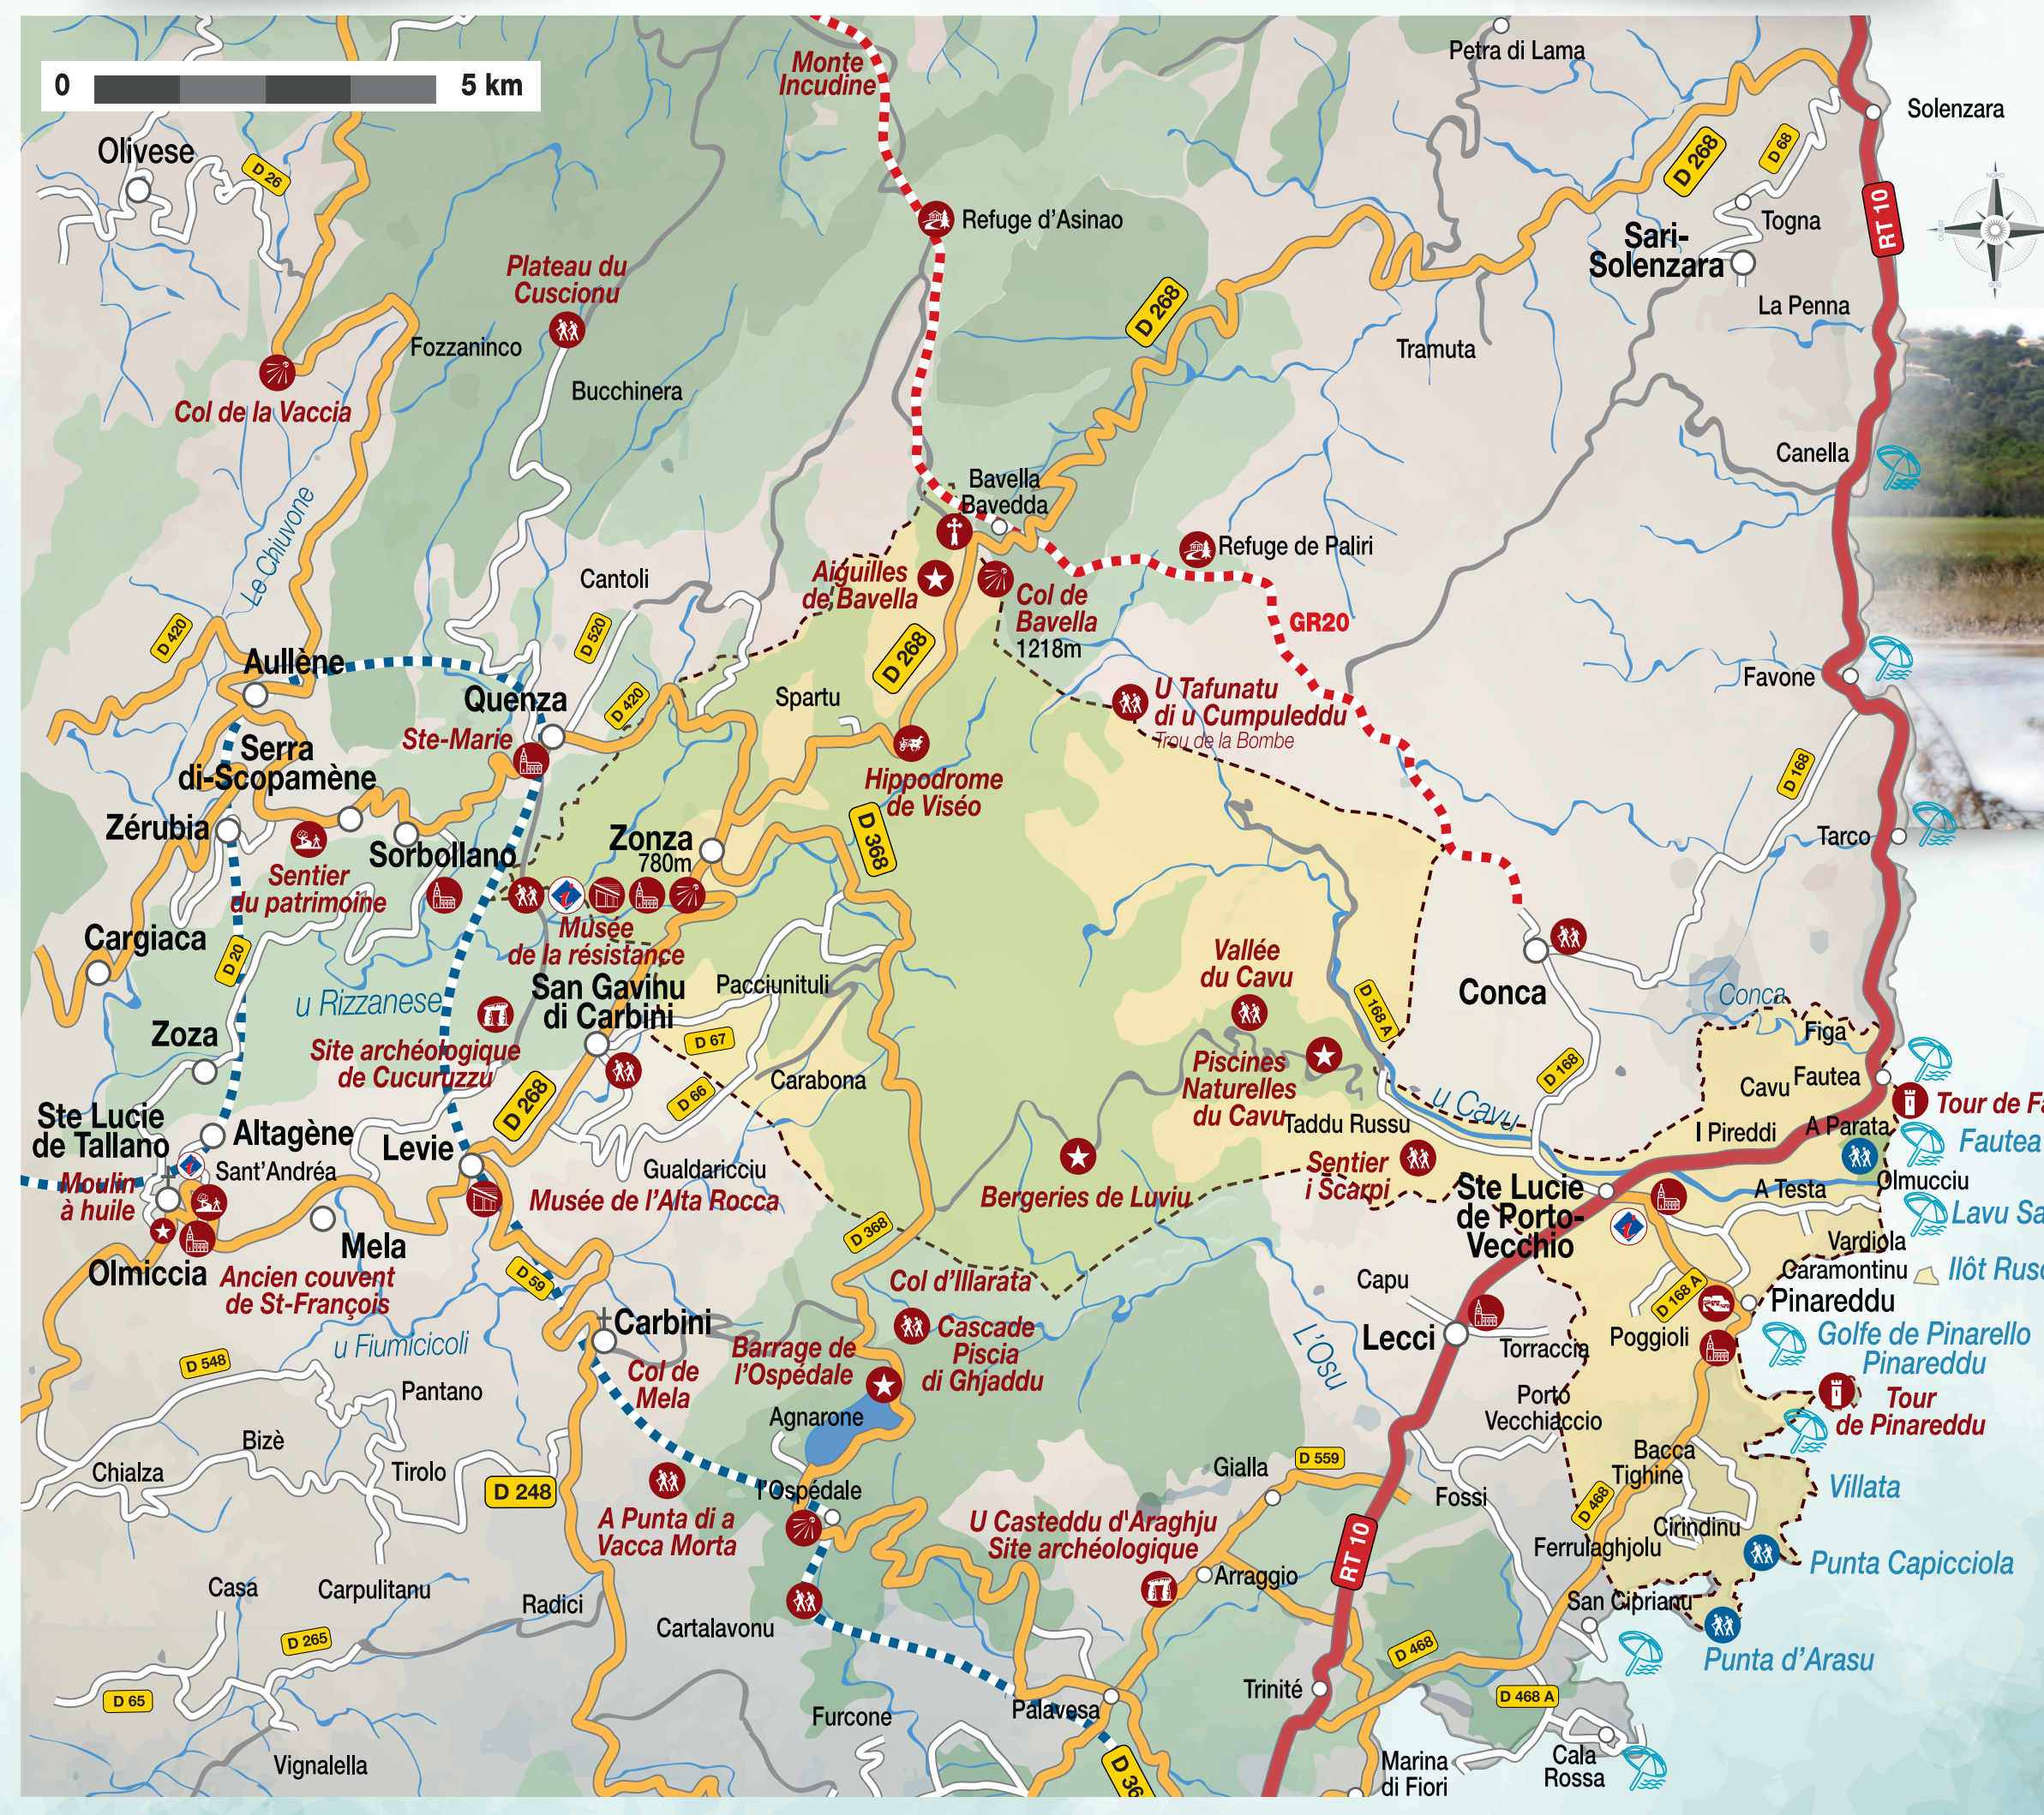 Petra di Lama
Monte
Incudine
0
5 km
Solenzara
D 268
D 68
Olivese
D 26
NORD
OUEST
SUD
RT 10
Refuge d'Asinao
Togna
Sari-
Solenzara
Plateau du
Cuscionu
La Penna
D 268
Fozzaninco
Tramuta
Bucchinera
Col de la Vaccia
Canella
Bavella
Bavedda
Le Chiuvone
Refuge de Paliri
Cantoli
Aiguilles
de Bavella
Col de
Bavella
1218m
GR20
D 420
D 520
D 268
Aullène
Favone
Quenza
D 420
Spartu
U Tafunatu
di u Cumpuleddu
Trou de la Bombe
Ste-Marie
Serra
di-Scopamène
Hippodrome
de Viséo
D 168
Zérubia
Zonza
780m
D 368
Tarco
Sorbollano
Sentier
du patrimoine
Musée
de la résistance
Cargiaca
D 20
Vallée
du Cavu
Conca
Conca
u Rizzanese
San Gavihu
di Carbini
Pacciunituli
D 168 A
Figa
Zoza
Site archéologique
de Cucuruzzu
D 67
Carabona
Piscines
Naturelles
du Cavu
D 168
Cavu
Fautea
D 66
D 268
u Cavu
Tour de Fa
Ste Lucie
de Tallano
Altagène
Levie
Taddu Russu
I Pireddi
A Parata
Fautea
Sant'Andréa
Gualdaricciu
Sentier
i Scarpi
Moulin
à huile
Musée de l'Alta Rocca
Bergeries de Luviu
Ste Lucie
de Porto-
Vecchio
A Testa
Olmucciu
Lavu Sa
Mela
D 368
Vardiola
Olmiccia
Ancien couvent
de St-François
D 59
Col d'Illarata
Capu
Caramontinu
Ilôt Rusc
D 168 A
Pinareddu
Carbini
Cascade
Piscia
di Ghjaddu
L'Osu
Lecci
Torraccia
Poggioli
Golfe de Pinarello
Pinareddu
u Fiumicicoli
Barrage de
l'Ospédale
D 548
Col de
Mela
Pantano
Porto
Vecchiaccio
Tour
de Pinareddu
Agnarone
Bizè
Bacca
Tighine
Chialza
Tirolo
Gialla
D 559
Villata
D 248
l'Ospédale
Fossi
D 468
A Punta di a
Vacca Morta
U Casteddu d'Araghju
Site archéologique
RT 10
Cirindinu
Ferrulaghjolu
Punta Capicciola
Casa
Carpulitanu
Radici
Arraggio
San Ciprianu
Cartalavonu
D 265
D 468
Punta d'Arasu
D 65
Trinité
D 468 A
Palavesa
Furcone
Vignalella
D 36
Marina
di Fiori
Cala
Rossa